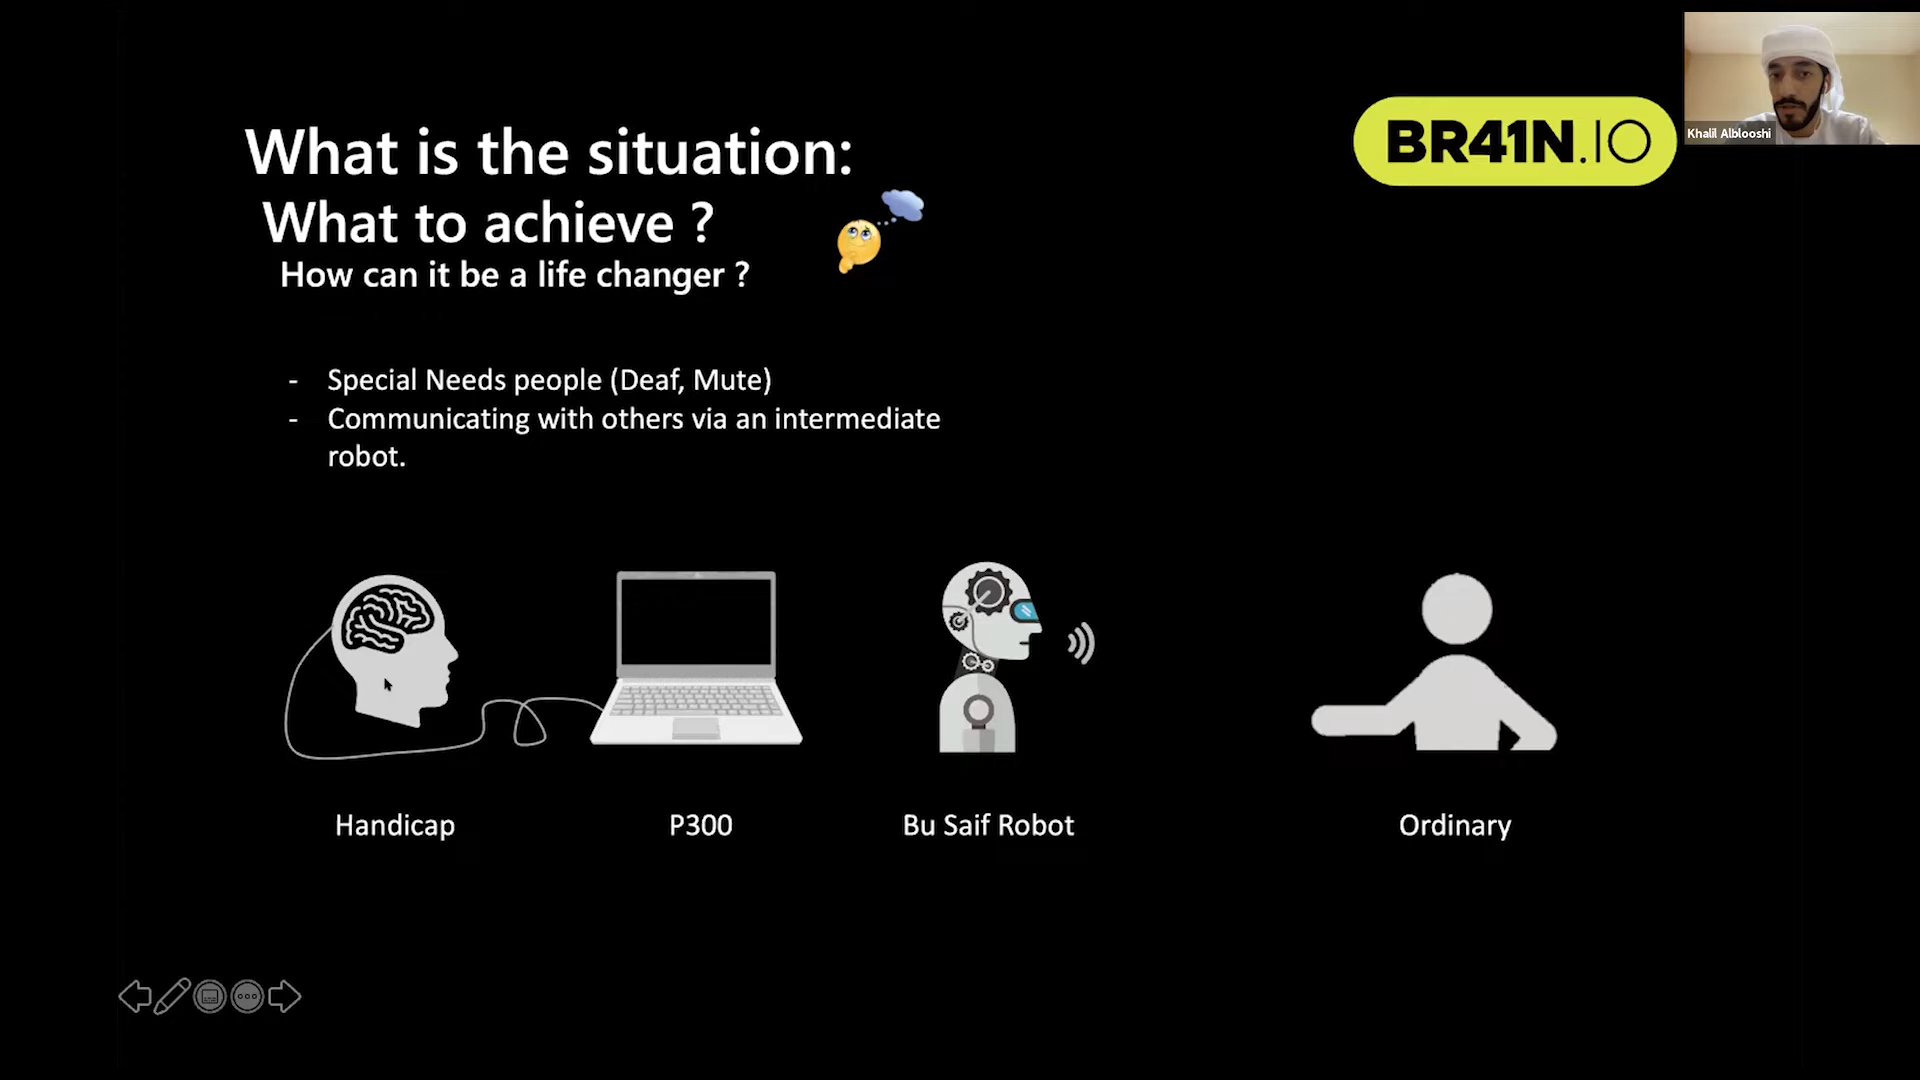 What is the situation:
What to achieve ?
How can it be a life changer ?
BR41N.IO
Khalil Alblooshi
- Special Needs people (Deaf, Mute)
- Communicating with others via an intermediate
robot.
Handicap
P300
Bu Saif Robot
Ordinary